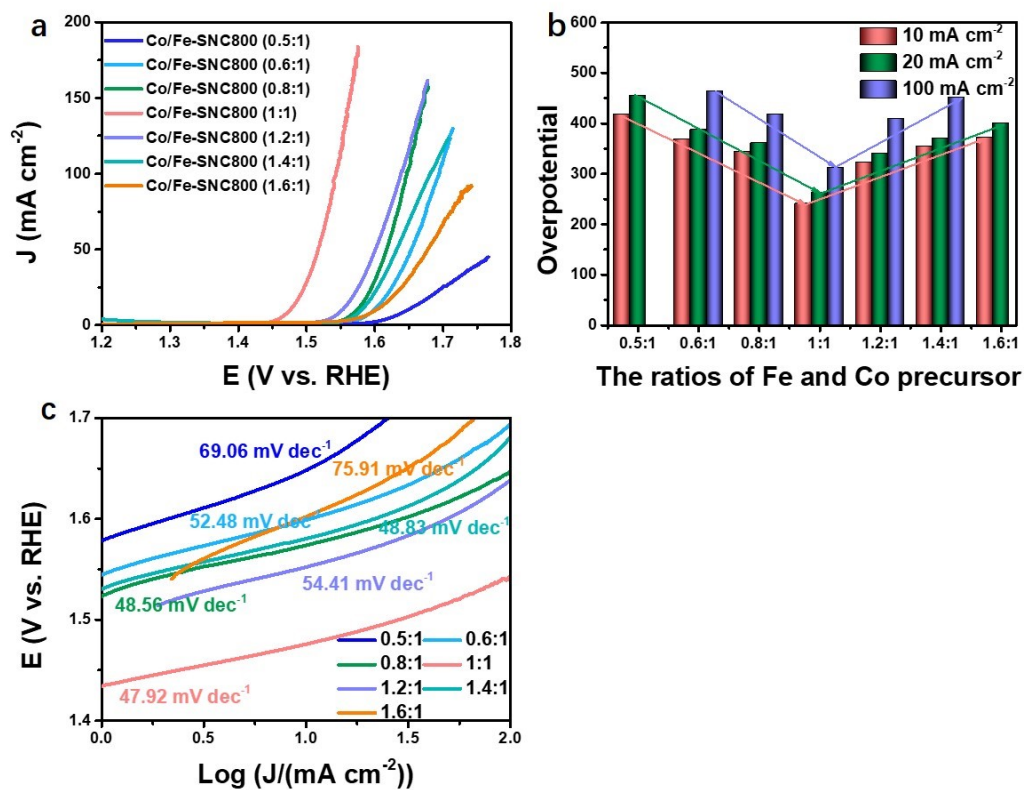 a
200
150
100
50
0
J (mA cm-2)
Co/Fe-SNC800 (0.5:1)
Co/Fe-SNC800 (0.6:1)
Co/Fe-SNC800 (0.8:1)
Co/Fe-SNC800 (1:1)
Co/Fe-SNC800 (1.2:1)
Co/Fe-SNC800 (1.4:1)
Co/Fe-SNC800 (1.6:1)
1.2 1.3 1.4 1.5 1.6 1.7 1.8
E (V vs. RHE)
b
600
500
400
300
200
100
0
Overpotential
10 mA cm-2
20 mA cm-2
100 mA cm-2
0.5:1 0.6:1 0.8:1 1:1 1.2:1 1.4:1 1.6:1
The ratios of Fe and Co precursor
c
1.7
1.6
1.5
1.4
E (V vs. RHE)
69.06 mV dec-1
75.91 mV dec-1
52.48 mV dec-
48.83 mV dec-1
54.41 mV dec-1
48.56 mV dec-1
47.92 mV dec-1
0.5:1 0.6:1
0.8:1 1:1
1.2:1 1.4:1
1.6:1
0.0 0.5 1.0 1.5 2.0
Log (J/(mA cm-2))